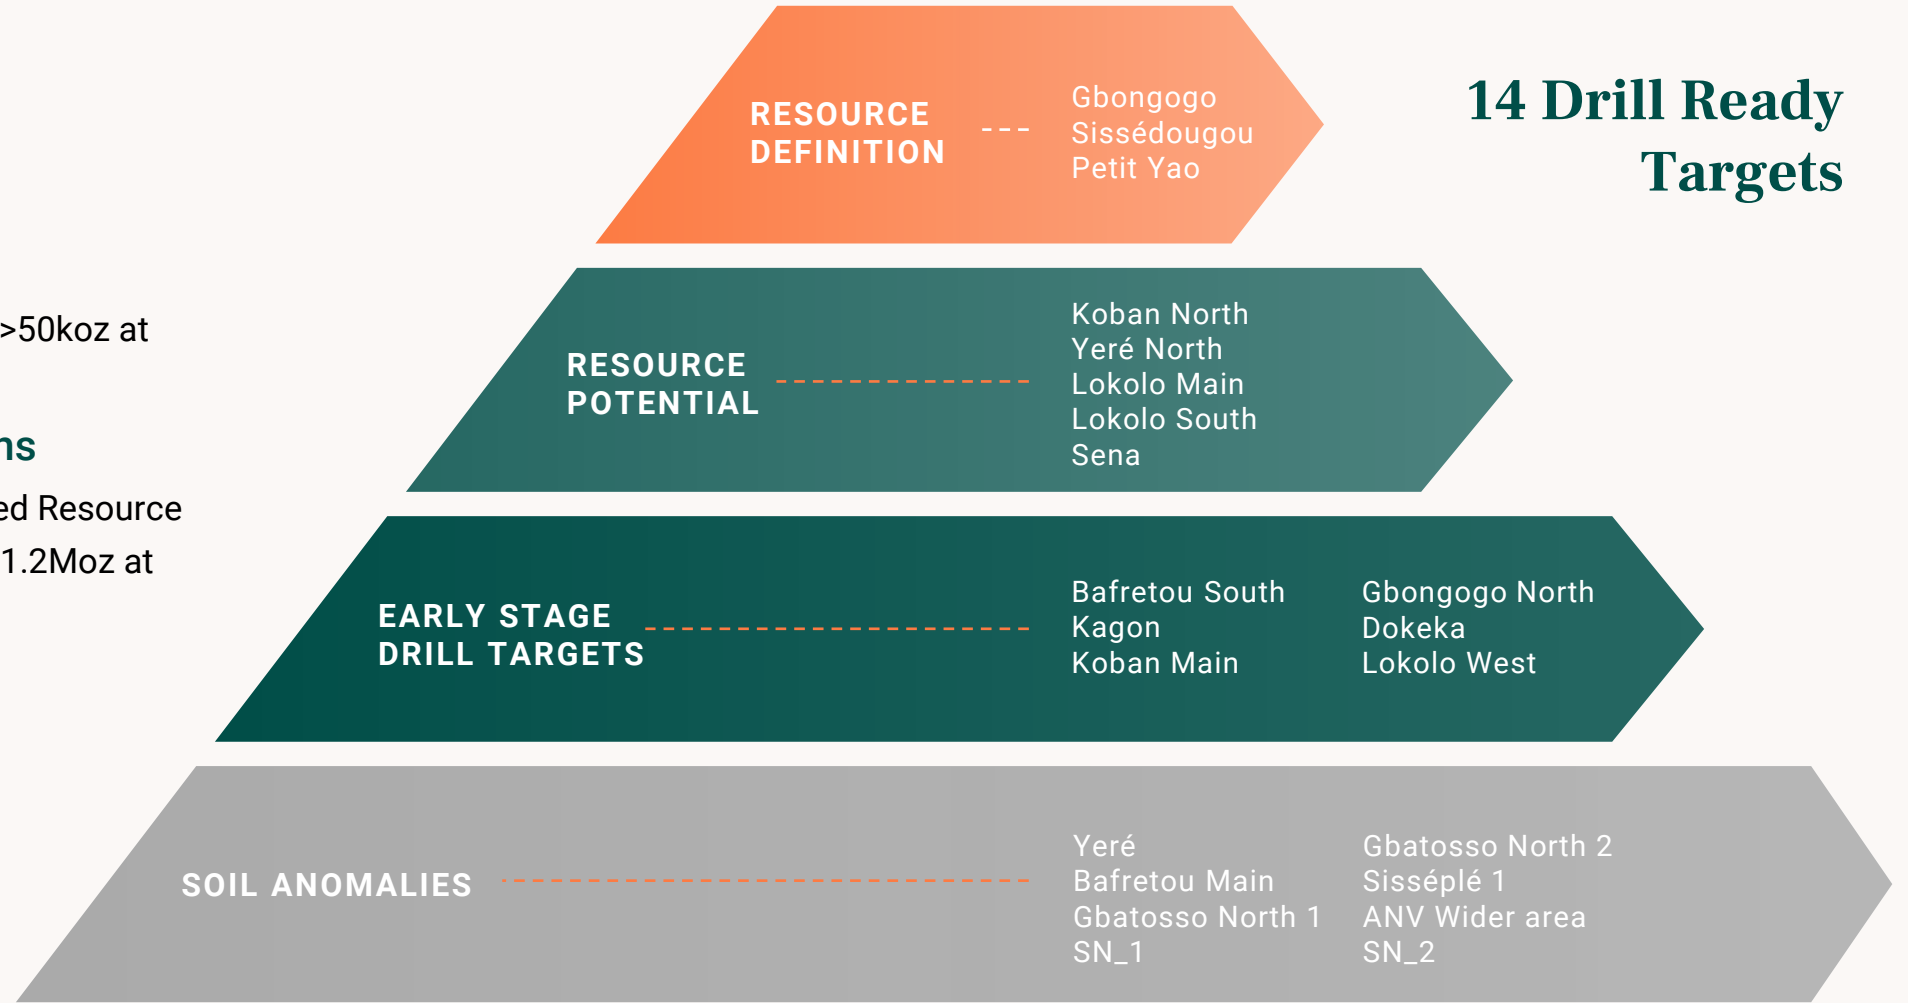 14 Drill Ready
Targets
RESOURCE
DEFINITION
Gbongogo
Sissédougou
Petit Yao
>50koz at
ns
ed Resource
1.2Moz at
RESOURCE
POTENTIAL
Koban North
Yeré North
Lokolo Main
Lokolo South
Sena
EARLY STAGE
DRILL TARGETS
Bafretou South
Kagon
Koban Main
Gbongogo North
Dokeka
Lokolo West
SOIL ANOMALIES
Yeré
Bafretou Main
Gbatosso North 1
SN_1
Gbatosso North 2
Sisséplé 1
ANV Wider area
SN_2